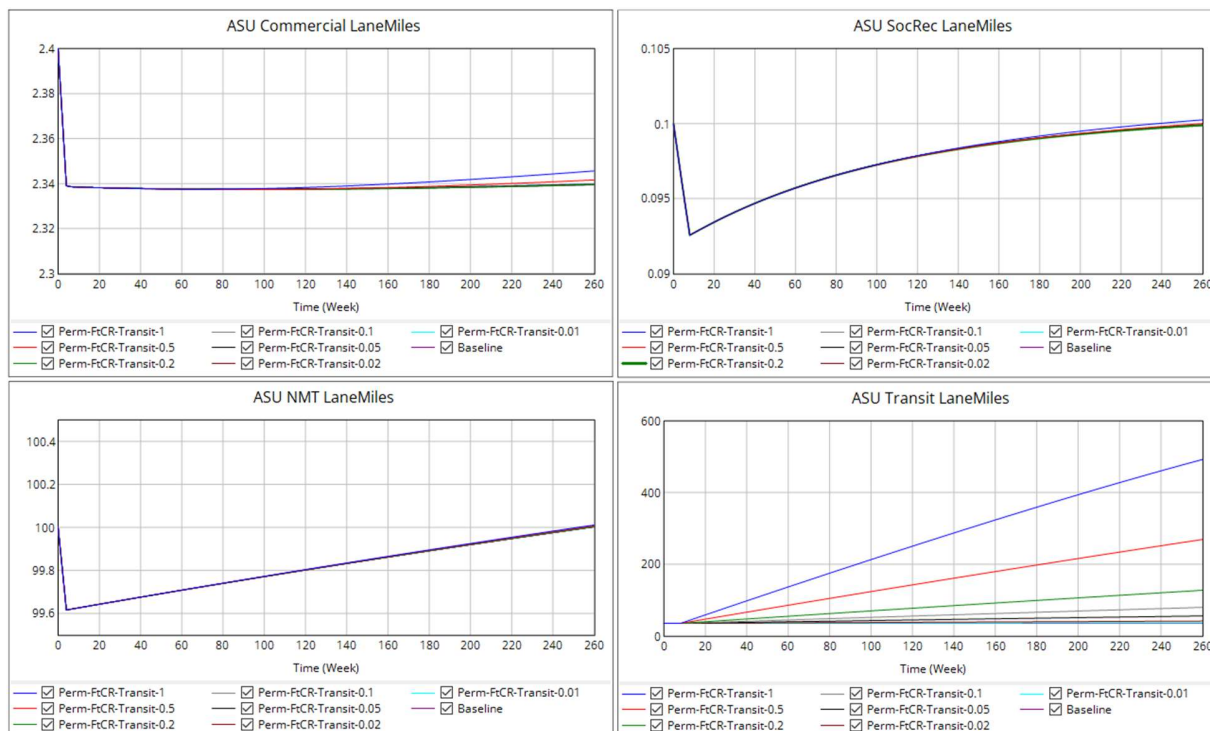 ASU Commercial LaneMiles
2.4
2.38
2.36
2.34
2.32
2.3
0 20 40 60 80 100 120 140 160 180 200 220 240 260
Time (Week)
Perm-FtCR-Transit-1 Perm-FtCR-Transit-0.1 Perm-FtCR-Transit-0.01
Perm-FtCR-Transit-0.5 Perm-FtCR-Transit-0.05 Baseline
Perm-FtCR-Transit-0.2 Perm-FtCR-Transit-0.02
ASU SocRec LaneMiles
0.105
0.1
0.095
0.09
0 20 40 60 80 100 120 140 160 180 200 220 240 260
Time (Week)
Perm-FtCR-Transit-1 Perm-FtCR-Transit-0.1 Perm-FtCR-Transit-0.01
Perm-FtCR-Transit-0.5 Perm-FtCR-Transit-0.05 Baseline
Perm-FtCR-Transit-0.2 Perm-FtCR-Transit-0.02
ASU NMT LaneMiles
100.4
100.2
100
99.8
99.6
0 20 40 60 80 100 120 140 160 180 200 220 240 260
Time (Week)
Perm-FtCR-Transit-1 Perm-FtCR-Transit-0.1 Perm-FtCR-Transit-0.01
Perm-FtCR-Transit-0.5 Perm-FtCR-Transit-0.05 Baseline
Perm-FtCR-Transit-0.2 Perm-FtCR-Transit-0.02
ASU Transit LaneMiles
600
400
200
0
0 20 40 60 80 100 120 140 160 180 200 220 240 260
Time (Week)
Perm-FtCR-Transit-1 Perm-FtCR-Transit-0.1 Perm-FtCR-Transit-0.01
Perm-FtCR-Transit-0.5 Perm-FtCR-Transit-0.05 Baseline
Perm-FtCR-Transit-0.2 Perm-FtCR-Transit-0.02